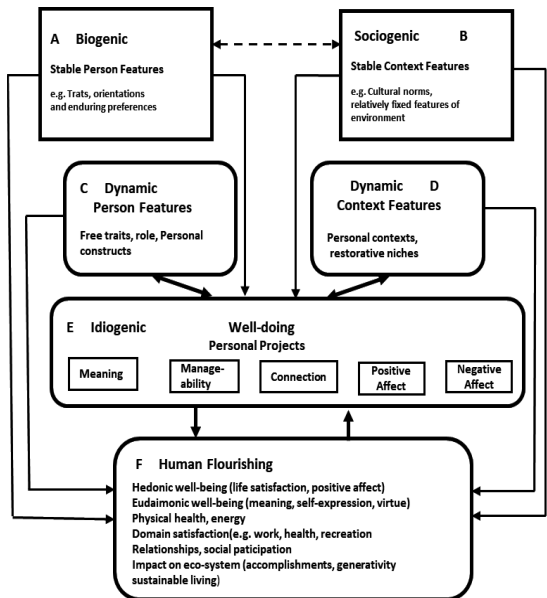 A Biogenic
Stable Person Features
e.g. Trats, orientations
and enduring preferences
Sociogenic B
Stable Context Features
e.g. Cultural norms,
relatively fixed features of
environment
C Dynamic
Person Features
Free traits, role, Personal
constructs
Dynamic D
Context Features
Personal contexts,
restorative niches
E Idiogenic Well-doing
Personal Projects
Meaning
Manage-
ability
Connection
Positive
Affect
Negative
Affect
F Human Flourishing
Hedonic well-being (life satisfaction, positive affect)
Eudaimonic well-being (meaning, self-expression, virtue)
Physical health, energy
Domain satisfaction(e.g. work, health, recreation
Relationships, social paticipation
Impact on eco-system (accomplishments, generativity
sustainable living)